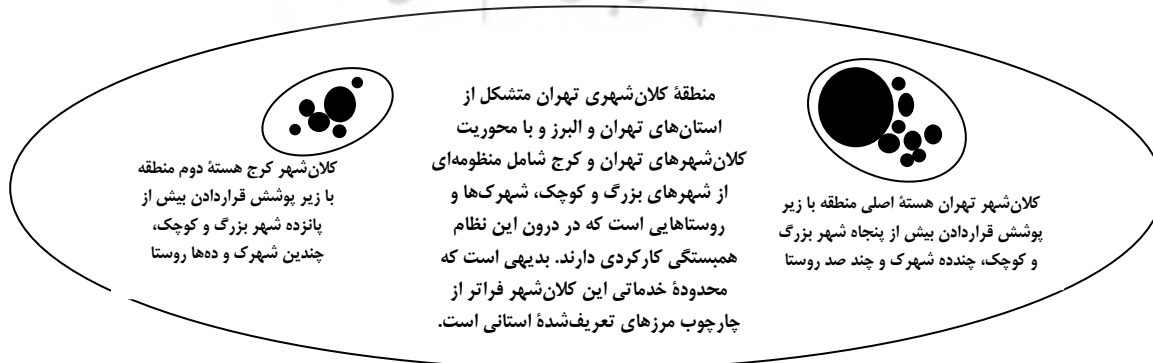 کلان‌شهر تهران هستهٔ اصلی منطقه با زیر
پوشش قراردادن بیش از پنجاه شهر بزرگ
و کوچک، چندده شهرک و چند صد روستا
منطقهٔ کلان‌شهری تهران متشکل از
استان‌های تهران و البرز و با محوریت
کلان‌شهرهای تهران و کرج شامل منظومه‌ای
از شهرهای بزرگ و کوچک، شهرک‌ها و
روستاهایی است که در درون این نظام
همبستگی کارکردی دارند. بدیهی است که
محدودهٔ خدماتی این کلان‌شهر فراتر از
چارچوب مرزهای تعریف‌شدهٔ استانی است.
کلان‌شهر کرج هستهٔ دوم منطقه
با زیر پوشش قراردادن بیش از
پانزده شهر بزرگ و کوچک،
چندین شهرک و ده‌ها روستا